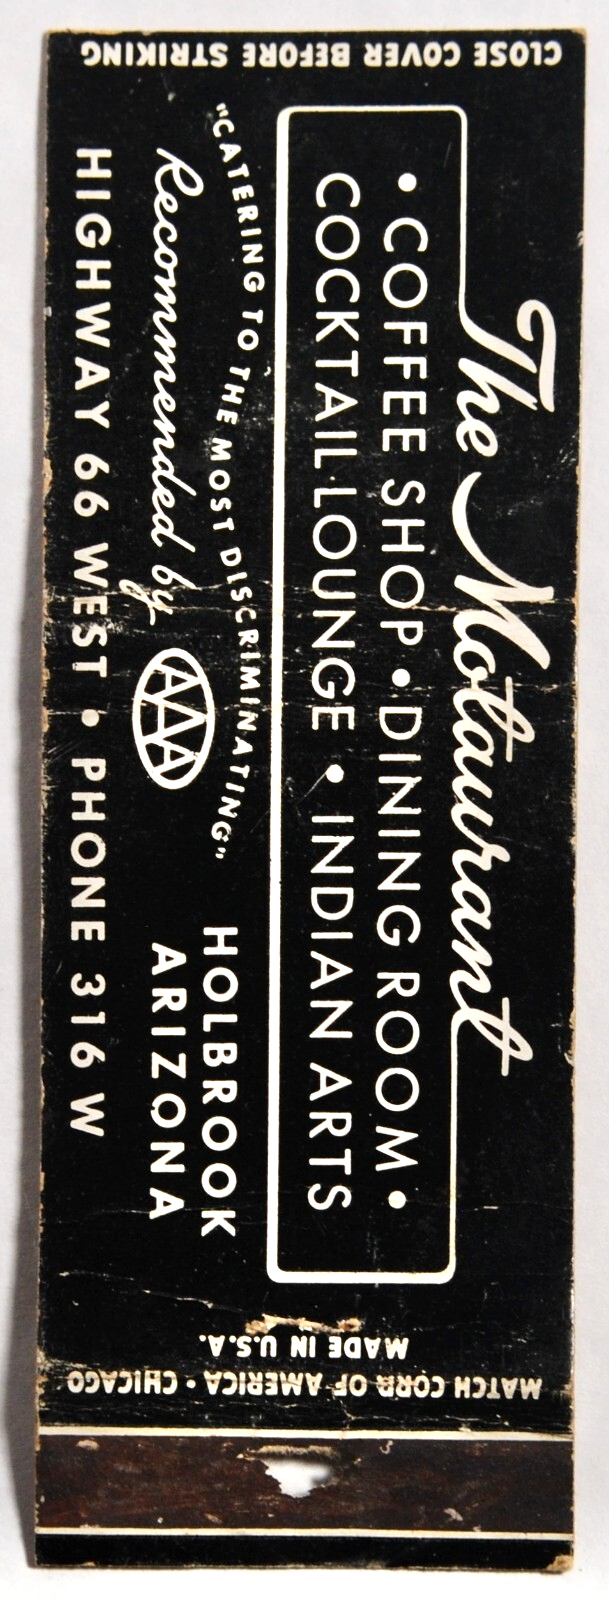 CLOSE COVER BEFORE STRIKING
The Motaurant
• COFFEE SHOP • DINING ROOM •
COCKTAIL LOUNGE • INDIAN ARTS
"CATERING TO THE MOST DISCRIMINATING"
Recommended by AAA
HOLBROOK
ARIZONA
HIGHWAY 66 WEST • PHONE 316 W
MADE IN U.S.A.
MATCH CORP OF AMERICA • CHICAGO